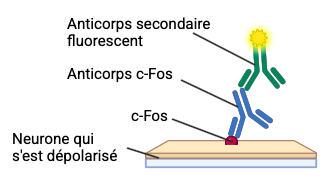 Anticorps secondaire
fluorescent
Anticorps c-Fos
c-Fos
Neurone qui
s'est dépolarisé